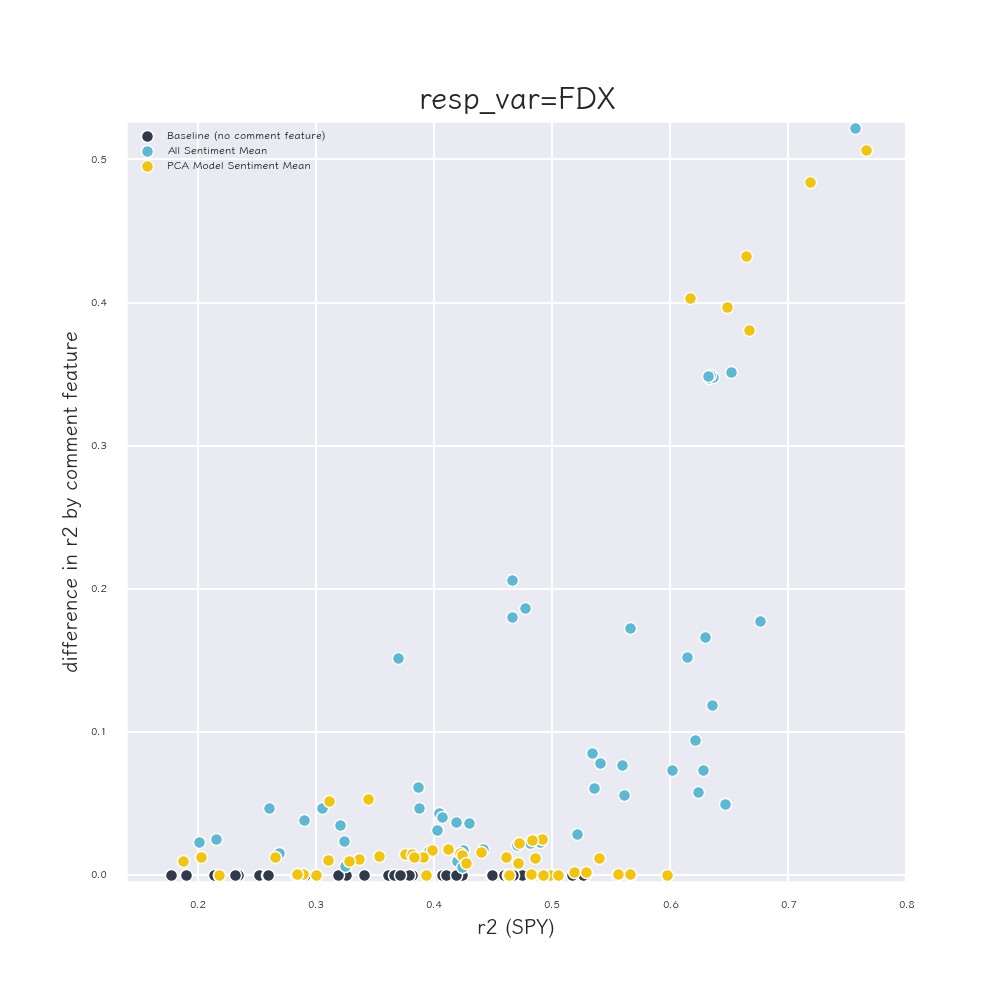 resp_var=FDX
Baseline (no comment feature)
All Sentiment Mean
PCA Model Sentiment Mean
difference in r2 by comment feature
0.5
0.4
0.3
0.2
0.1
0.0
0.2 0.3 0.4 0.5 0.6 0.7 0.8
r2 (SPY)